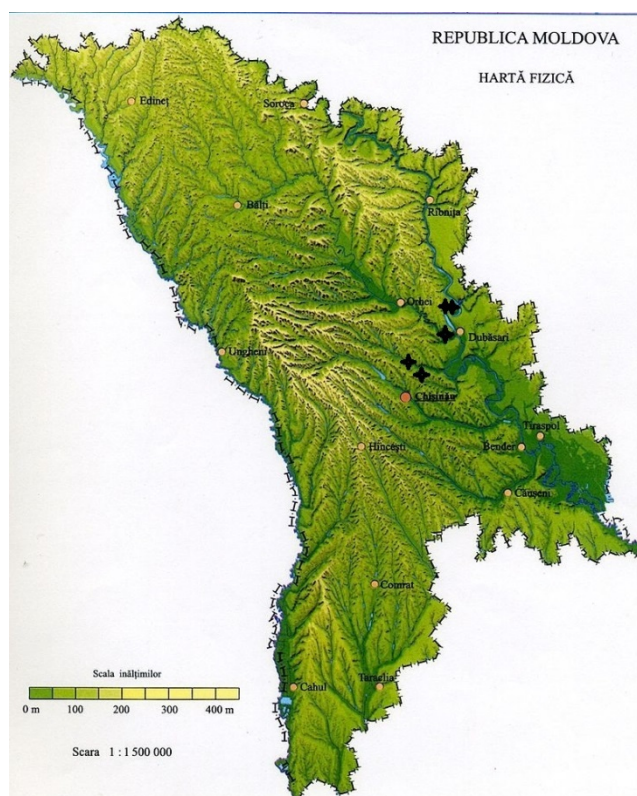 REPUBLICA MOLDOVA
HARTĂ FIZICĂ
Edineț
Soroca
Bălți
Rîbnița
Orhei
Dubăsari
Ungheni
Chișinău
Tiraspol
Hîncești
Bender
Căușeni
Comrat
Cahul
Taraclia
Scala inălțimilor
0 m 100 200 300 400 m
Scara 1 : 1 500 000